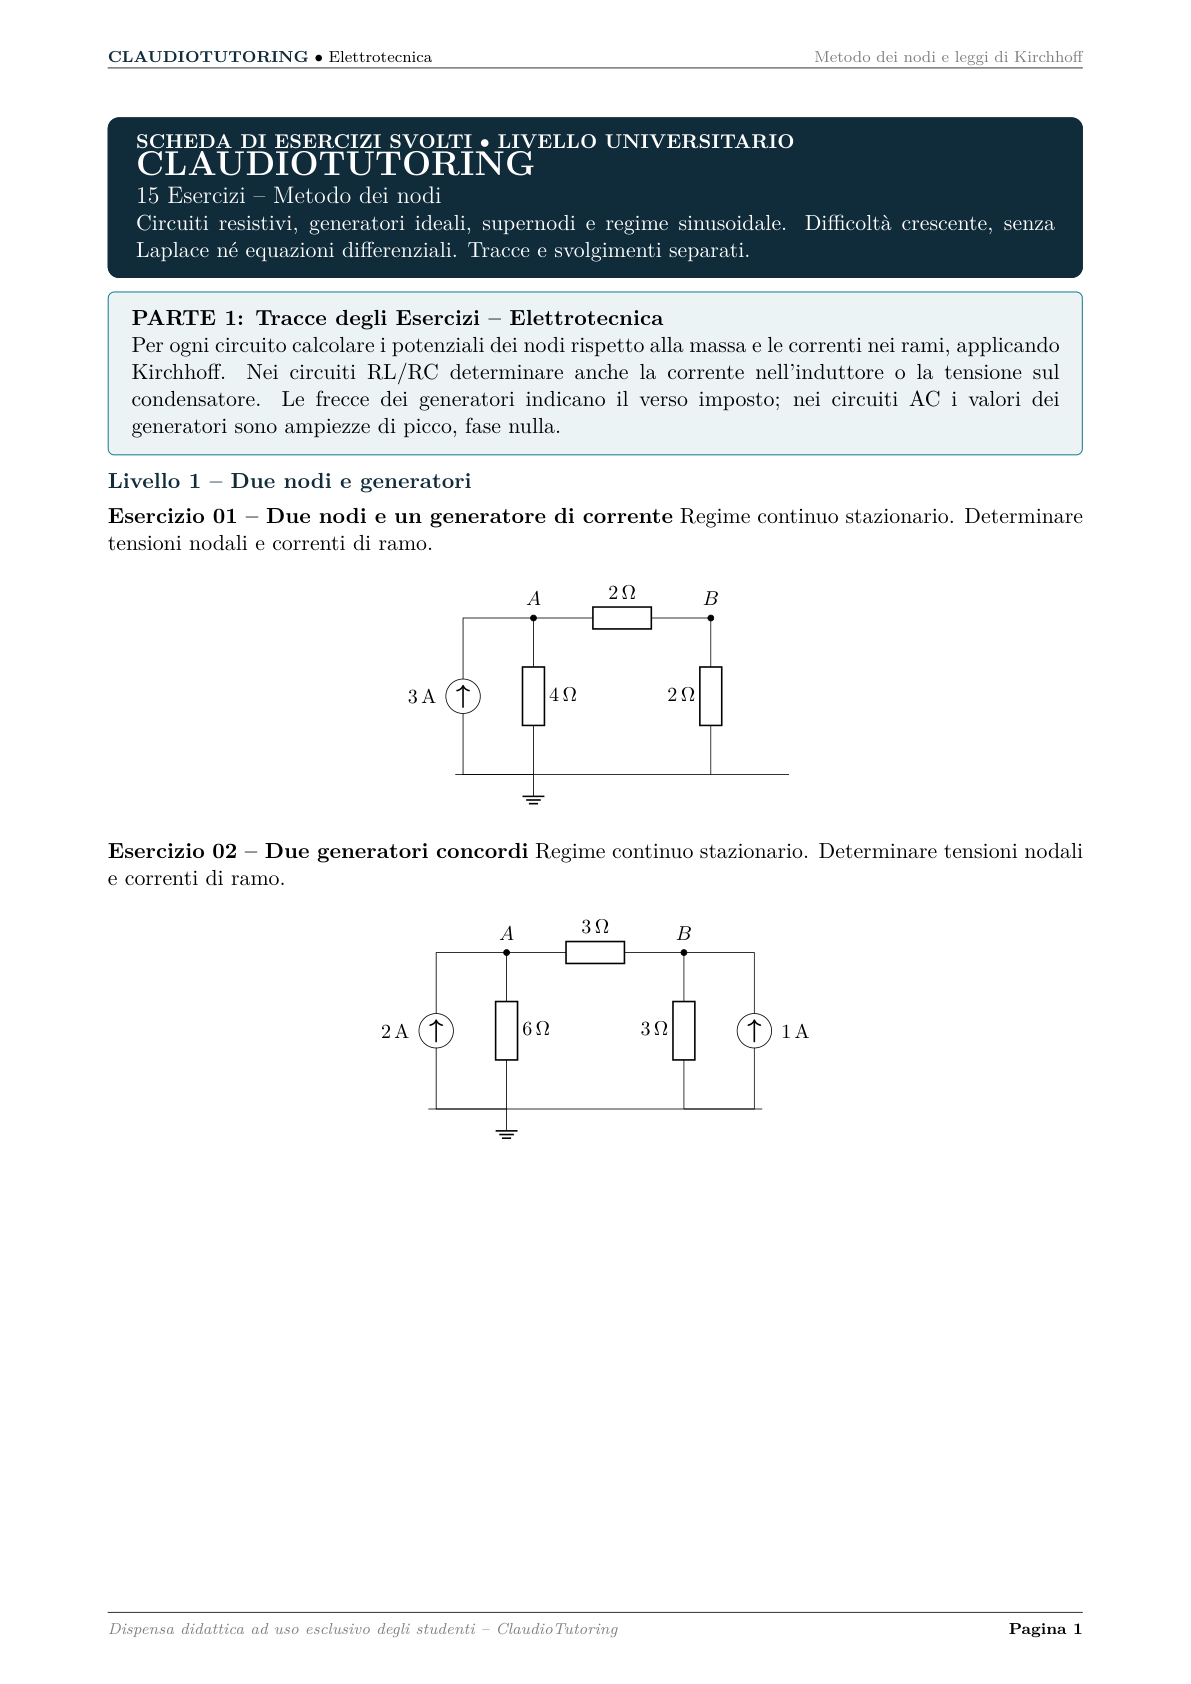 CLAUDIOTUTORING • Elettrotecnica
Metodo dei nodi e leggi di Kirchhoff
SCHEDA DI ESERCIZI SVOLTI • LIVELLO UNIVERSITARIO
CLAUDIOTUTORING
15 Esercizi – Metodo dei nodi
Circuiti resistivi, generatori ideali, supernodi e regime sinusoidale. Difficoltà crescente, senza
Laplace né equazioni differenziali. Tracce e svolgimenti separati.
PARTE 1: Tracce degli Esercizi – Elettrotecnica
Per ogni circuito calcolare i potenziali dei nodi rispetto alla massa e le correnti nei rami, applicando
Kirchhoff. Nei circuiti RL/RC determinare anche la corrente nell'induttore o la tensione sul
condensatore. Le frecce dei generatori indicano il verso imposto; nei circuiti AC i valori dei
generatori sono ampiezze di picco, fase nulla.
Livello 1 – Due nodi e generatori
Esercizio 01 – Due nodi e un generatore di corrente Regime continuo stazionario. Determinare
tensioni nodali e correnti di ramo.
2 Ω
A
B
3 A
4 Ω
2 Ω
Esercizio 02 – Due generatori concordi Regime continuo stazionario. Determinare tensioni nodali
e correnti di ramo.
3 Ω
A
B
2 A
6 Ω
3 Ω
1 A
Dispensa didattica ad uso esclusivo degli studenti – ClaudioTutoring
Pagina 1